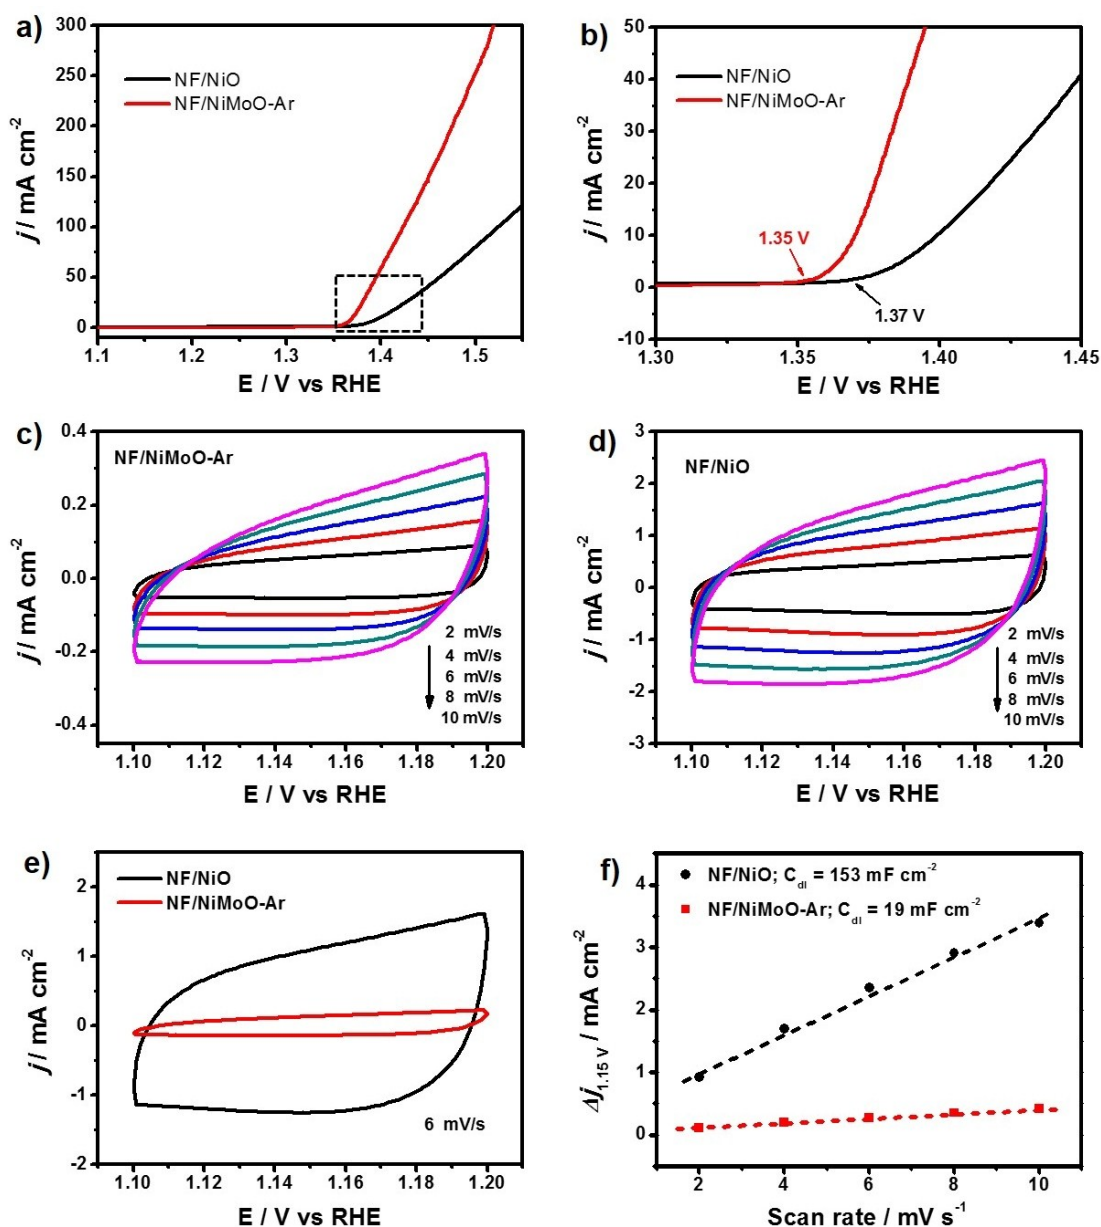 a)
300
250
200
150
100
50
0
j / mA cm-2
NF/NiO
NF/NiMoO-Ar
1.1 1.2 1.3 1.4 1.5
E / V vs RHE
b)
50
40
30
20
10
0
-10
j / mA cm-2
NF/NiO
NF/NiMoO-Ar
1.35 V
1.37 V
1.30 1.35 1.40 1.45
E / V vs RHE
c)
0.4
0.2
0.0
-0.2
-0.4
j / mA cm-2
NF/NiMoO-Ar
2 mV/s
4 mV/s
6 mV/s
8 mV/s
10 mV/s
1.10 1.12 1.14 1.16 1.18 1.20
E / V vs RHE
d)
3
2
1
0
-1
-2
-3
j / mA cm-2
NF/NiO
2 mV/s
4 mV/s
6 mV/s
8 mV/s
10 mV/s
1.10 1.12 1.14 1.16 1.18 1.20
E / V vs RHE
e)
2
1
0
-1
-2
j / mA cm-2
NF/NiO
NF/NiMoO-Ar
6 mV/s
1.10 1.12 1.14 1.16 1.18 1.20
E / V vs RHE
f)
4
3
2
1
0
Δj1.15 V / mA cm-2
NF/NiO; Cdl = 153 mF cm-2
NF/NiMoO-Ar; Cdl = 19 mF cm-2
2 4 6 8 10
Scan rate / mV s-1